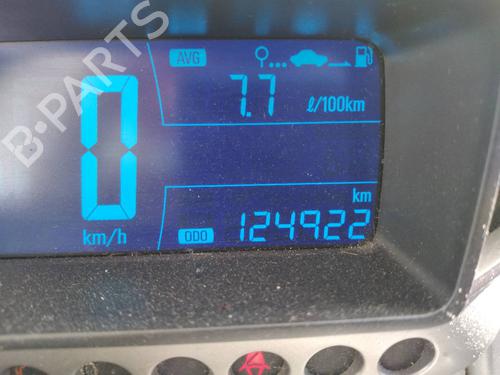 B-PARTS
AVG
7.7 ℓ/100km
0
km/h
km
ODO 124922